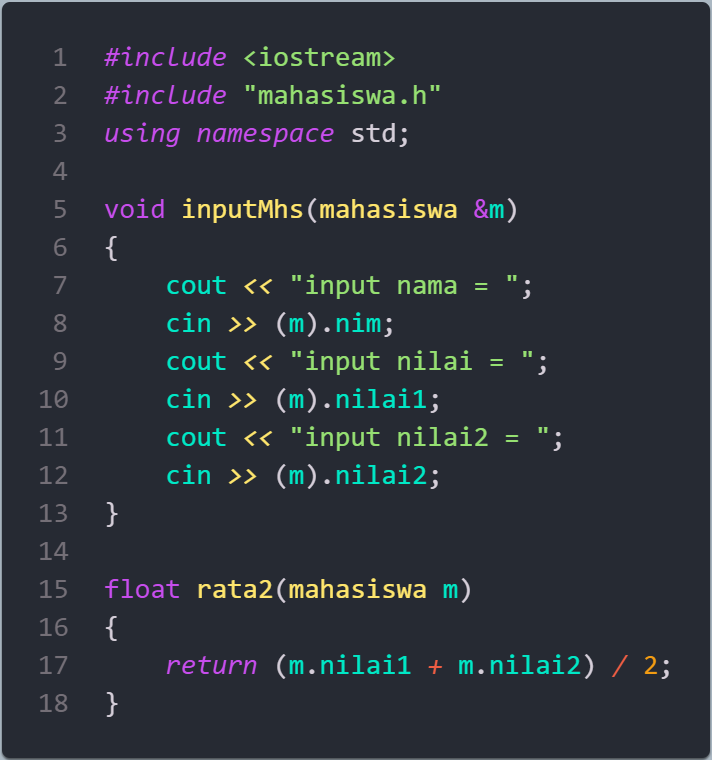 1 #include <iostream>
2 #include "mahasiswa.h"
3 using namespace std;
4
5 void inputMhs(mahasiswa &m)
6 {
7     cout << "input nama = ";
8     cin >> (m).nim;
9     cout << "input nilai = ";
10     cin >> (m).nilai1;
11     cout << "input nilai2 = ";
12     cin >> (m).nilai2;
13 }
14
15 float rata2(mahasiswa m)
16 {
17     return (m.nilai1 + m.nilai2) / 2;
18 }